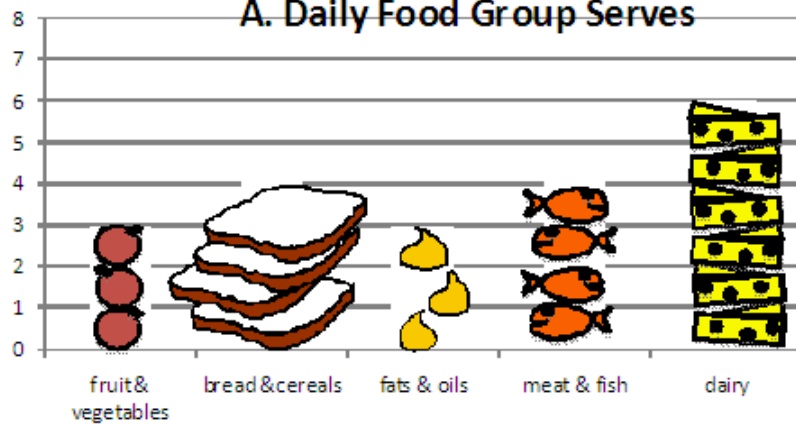 A. Daily Food Group Serves
8
7
6
5
4
3
2
1
0
fruit & vegetables
bread & cereals
fats & oils
meat & fish
dairy